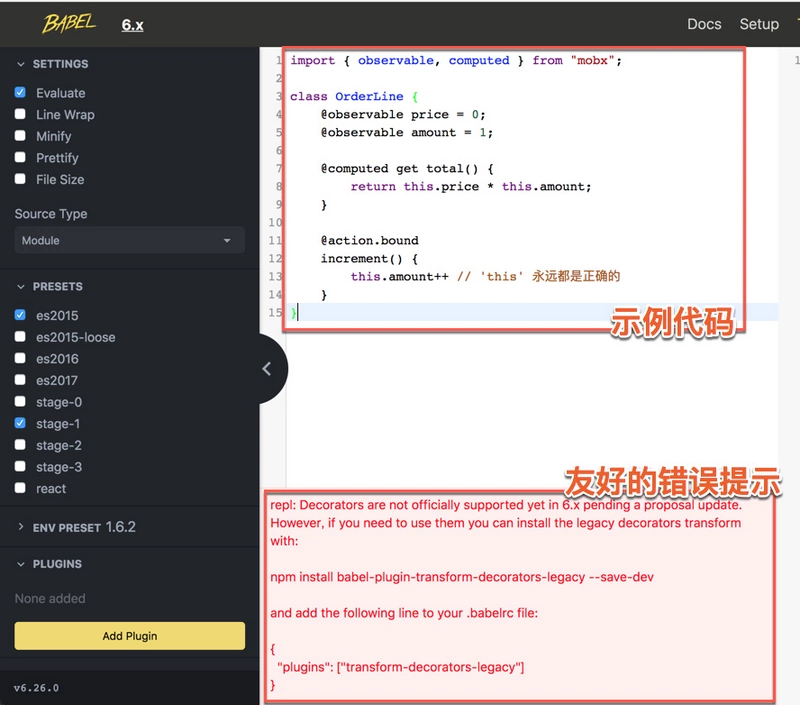 BABEL 6.x Docs Setup
SETTINGS
Evaluate
Line Wrap
Minify
Prettify
File Size
Source Type
Module
PRESETS
es2015
es2015-loose
es2016
es2017
stage-0
stage-1
stage-2
stage-3
react
ENV PRESET 1.6.2
PLUGINS
None added
Add Plugin
v6.26.0
1 import { observable, computed } from "mobx";
2
3 class OrderLine {
4 @observable price = 0;
5 @observable amount = 1;
6
7 @computed get total() {
8 return this.price * this.amount;
9 }
10
11 @action.bound
12 increment() {
13 this.amount++ // 'this' 永远都是正确的
14 }
15 }
示例代码
1
友好的错误提示
repl: Decorators are not officially supported yet in 6.x pending a proposal update.
However, if you need to use them you can install the legacy decorators transform
with:
npm install babel-plugin-transform-decorators-legacy --save-dev
and add the following line to your .babelrc file:
{
"plugins": ["transform-decorators-legacy"]
}